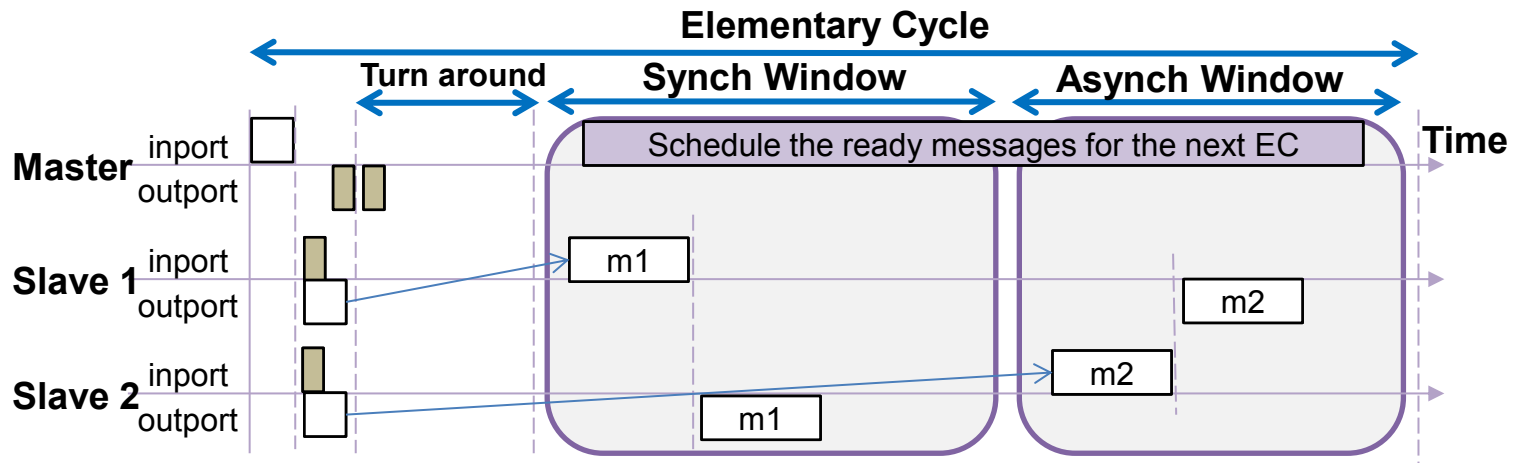 Elementary Cycle
Turn around
Synch Window
Asynch Window
Master
inport
outport
Schedule the ready messages for the next EC
Time
Slave 1
inport
outport
m1
m2
Slave 2
inport
outport
m2
m1